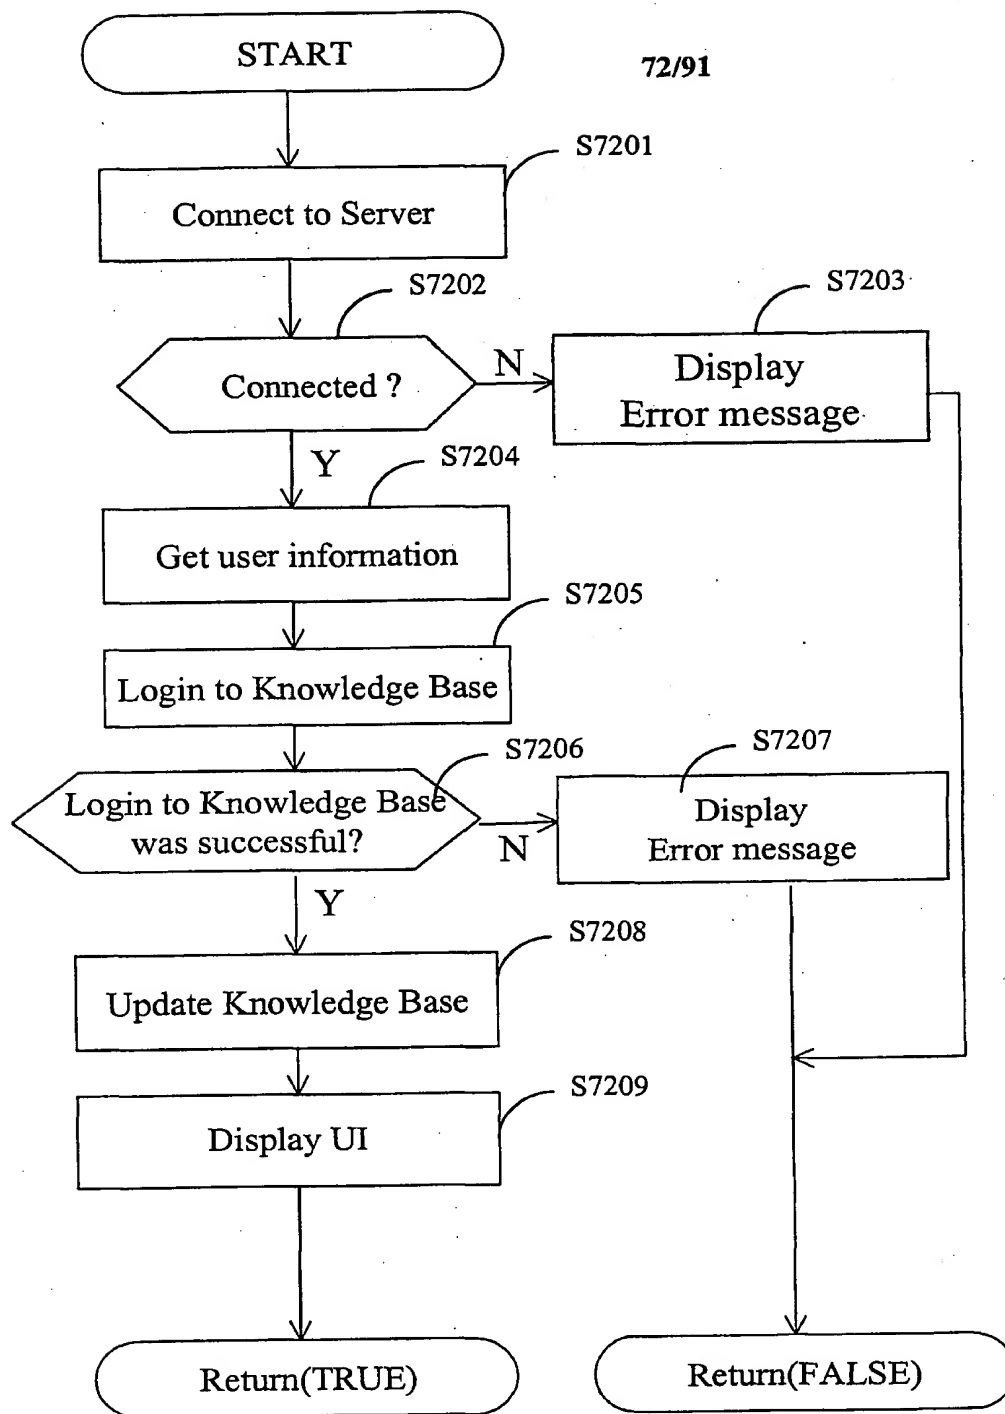 START
72/91
S7201
Connect to Server
S7202
S7203
Connected ?
N
Display
Error message
Y
S7204
Get user information
S7205
Login to Knowledge Base
S7206
S7207
Login to Knowledge Base
was successful?
N
Display
Error message
Y
S7208
Update Knowledge Base
S7209
Display UI
Return(TRUE)
Return(FALSE)